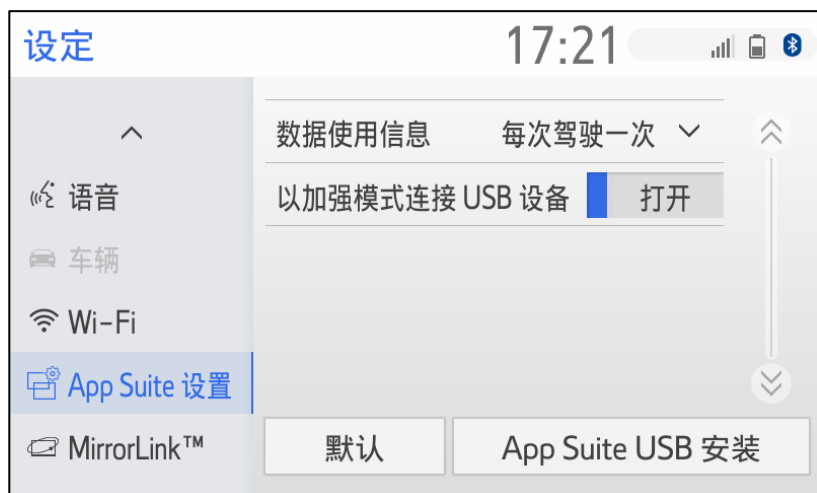 设定 17:21
数据使用信息 每次驾驶一次
语音
以加强模式连接 USB 设备 打开
车辆
Wi-Fi
App Suite 设置
MirrorLink™
默认 App Suite USB 安装